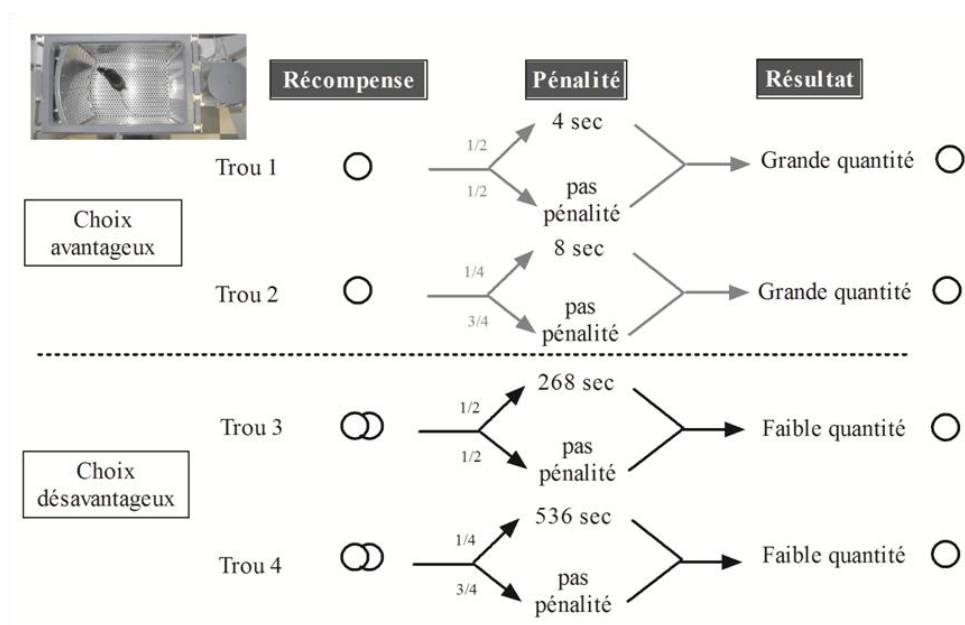 Récompense
Pénalité
Résultat
Trou 1
1/2
1/2
4 sec
pas
pénalité
Grande quantité
Choix
avantageux
Trou 2
1/4
3/4
8 sec
pas
pénalité
Grande quantité
Trou 3
1/2
1/2
268 sec
pas
pénalité
Faible quantité
Choix
désavantageux
Trou 4
1/4
3/4
536 sec
pas
pénalité
Faible quantité